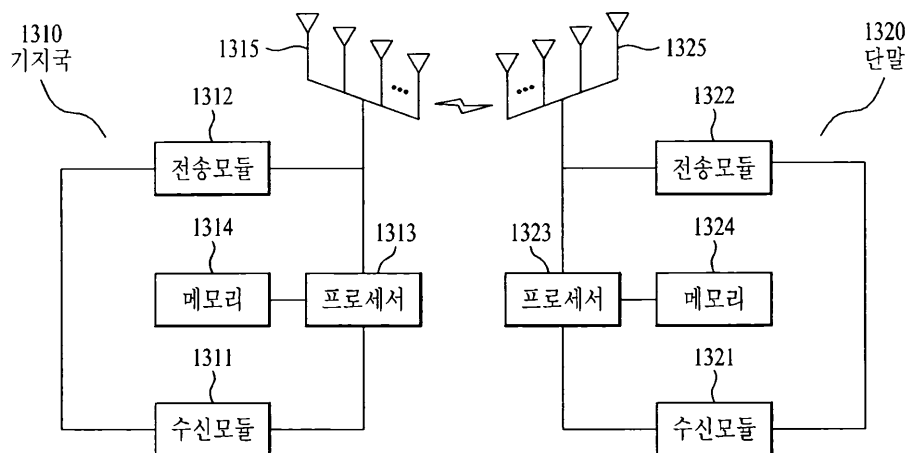 1310
기지국
1315
1325
1320
단말
1312
전송모듈
1322
전송모듈
1314
메모리
1313
프로세서
1323
프로세서
1324
메모리
1311
수신모듈
1321
수신모듈